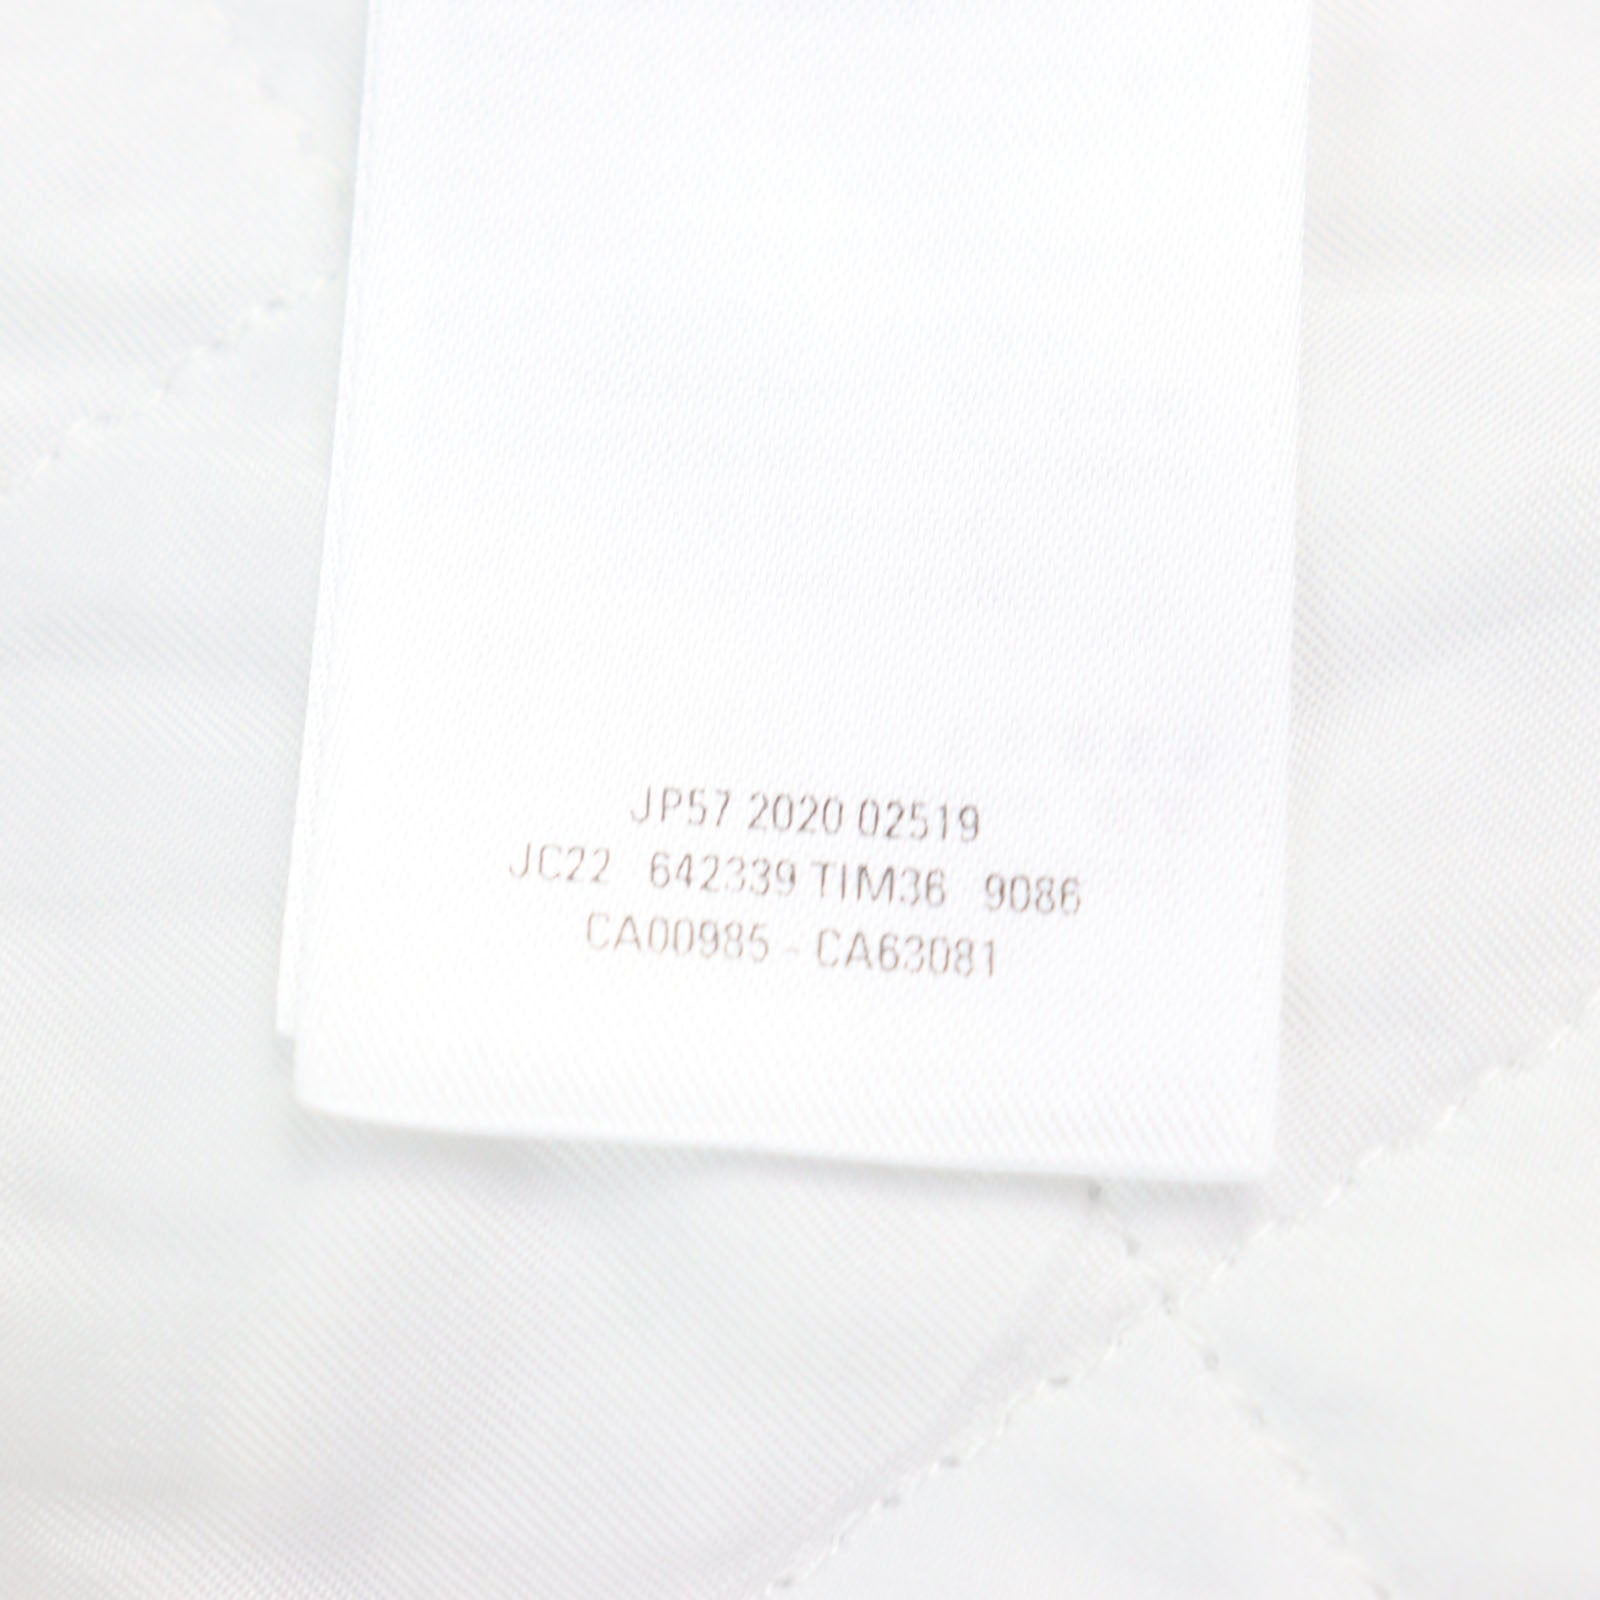 JP57 2020 02519
JC22 642339 TIM36 9086
CA00985 - CA63081